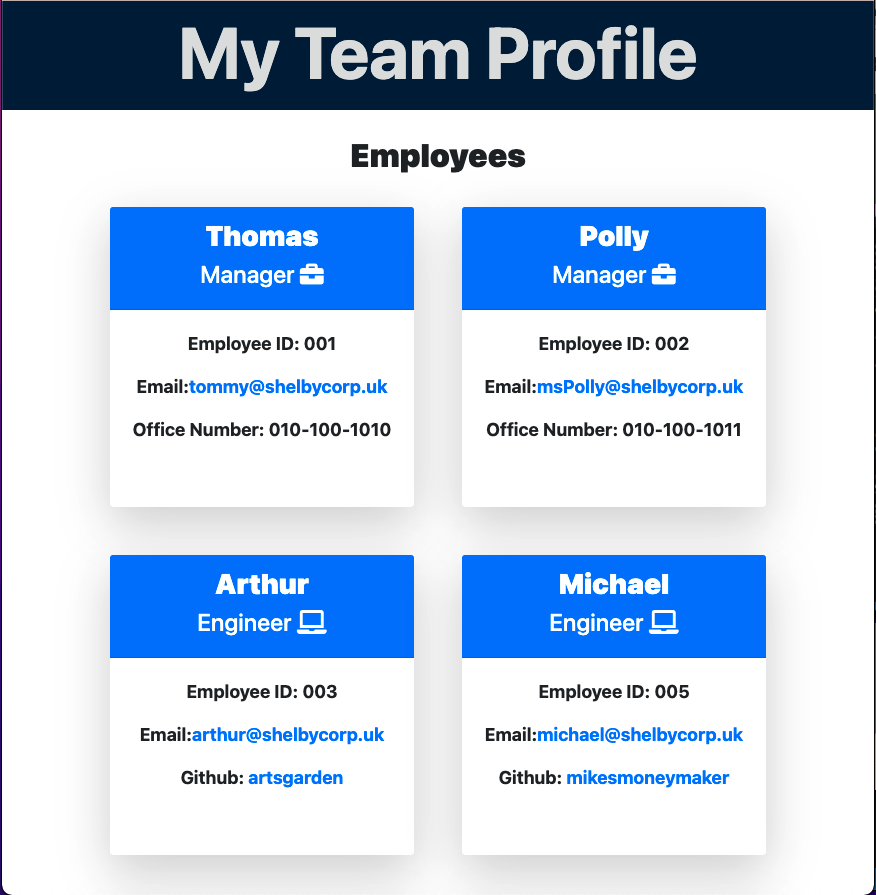 My Team Profile
Employees
Thomas
Manager
Employee ID: 001
Email:tommy@shelbycorp.uk
Office Number: 010-100-1010
Polly
Manager
Employee ID: 002
Email:msPolly@shelbycorp.uk
Office Number: 010-100-1011
Arthur
Engineer
Employee ID: 003
Email:arthur@shelbycorp.uk
Github: artsgarden
Michael
Engineer
Employee ID: 005
Email:michael@shelbycorp.uk
Github: mikesmoneymaker